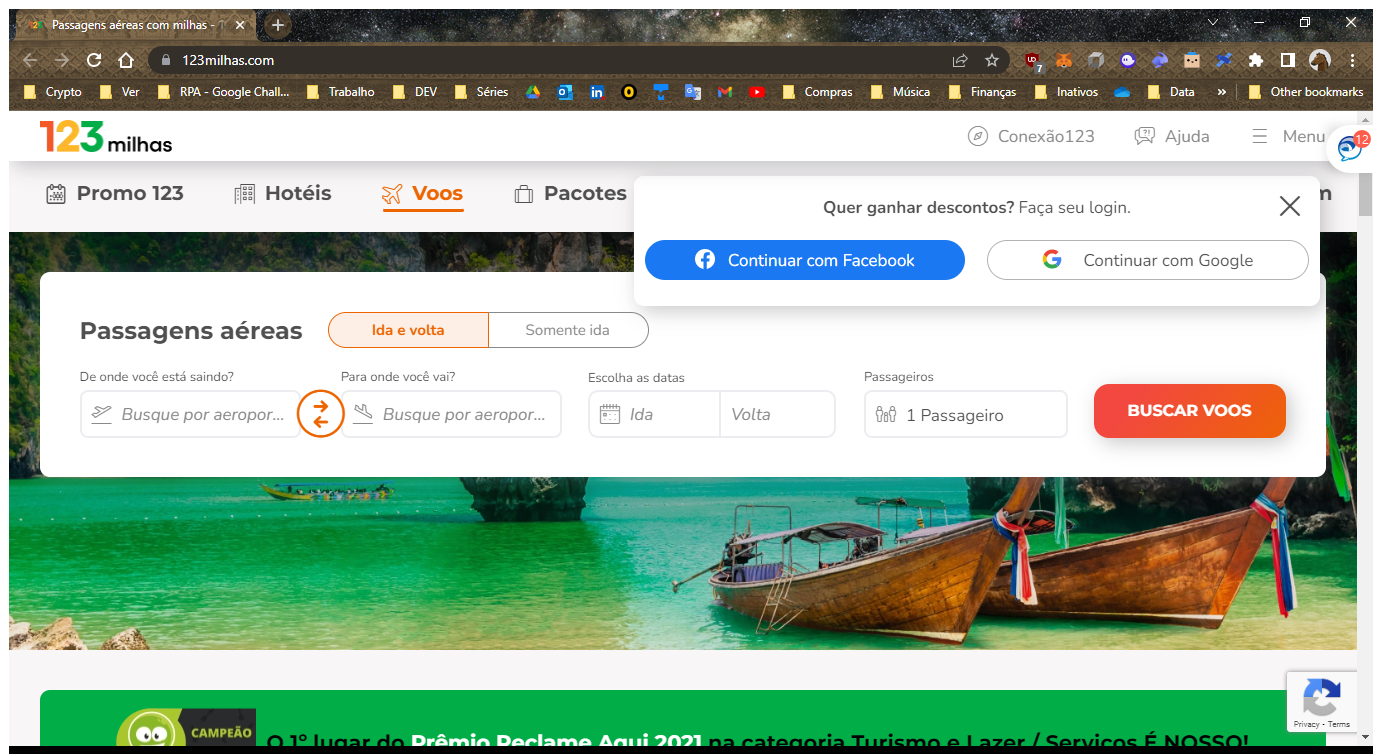 Passagens aéreas com milhas - T
123milhas.com
7
Crypto Ver RPA - Google Chall... Trabalho DEV Séries Compras Música Finanças Inativos Data » Other bookmarks
123milhas Conexão123 Ajuda Menu 12
Promo 123 Hotéis Voos Pacotes
Quer ganhar descontos? Faça seu login.
Continuar com Facebook Continuar com Google
Passagens aéreas Ida e volta Somente ida
De onde você está saindo? Para onde você vai? Escolha as datas Passageiros
Busque por aeropor... Busque por aeropor... Ida Volta 1 Passageiro BUSCAR VOOS
Privacy - Terms
CAMPEÃO
O 1º lugar do Prêmio Reclame Aqui 2021 na categoria Turismo e Lazer / Serviços É NOSSO!